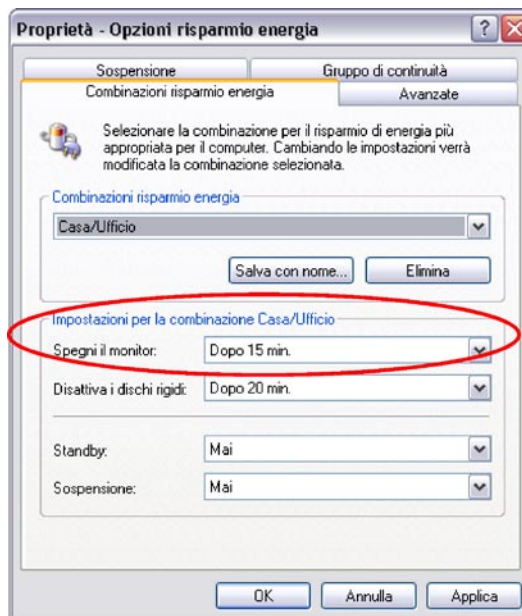 Proprietà - Opzioni risparmio energia
Sospensione
Gruppo di continuità
Combinazioni risparmio energia
Avanzate
Selezionare la combinazione per il risparmio di energia più
appropriata per il computer. Cambiando le impostazioni verrà
modificata la combinazione selezionata.
Combinazioni risparmio energia
Casa/Ufficio
Salva con nome...
Elimina
Impostazioni per la combinazione Casa/Ufficio
Spegni il monitor:
Dopo 15 min.
Disattiva i dischi rigidi:
Dopo 20 min.
Standby:
Mai
Sospensione:
Mai
OK
Annulla
Applica